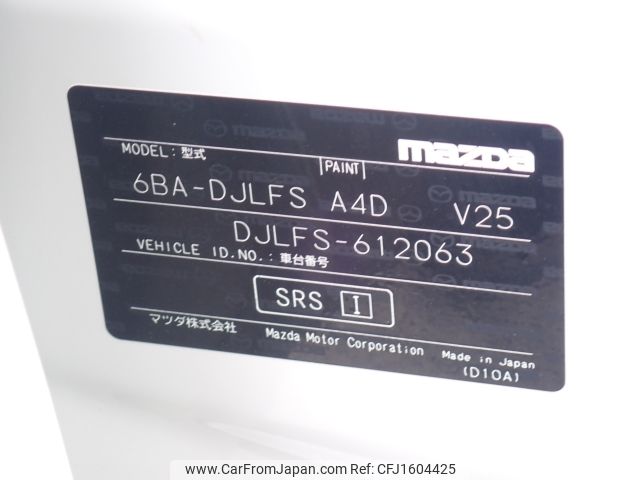 mazda
MODEL: 型式 PAINT
6BA-DJLFS A4D V25
DJLFS-612063
VEHICLE ID.NO.: 車台番号
SRS I
マツダ株式会社 Mazda Motor Corporation Made in Japan
(D10A)
www.CarFromJapan.com - Ref No. CFJ1604425